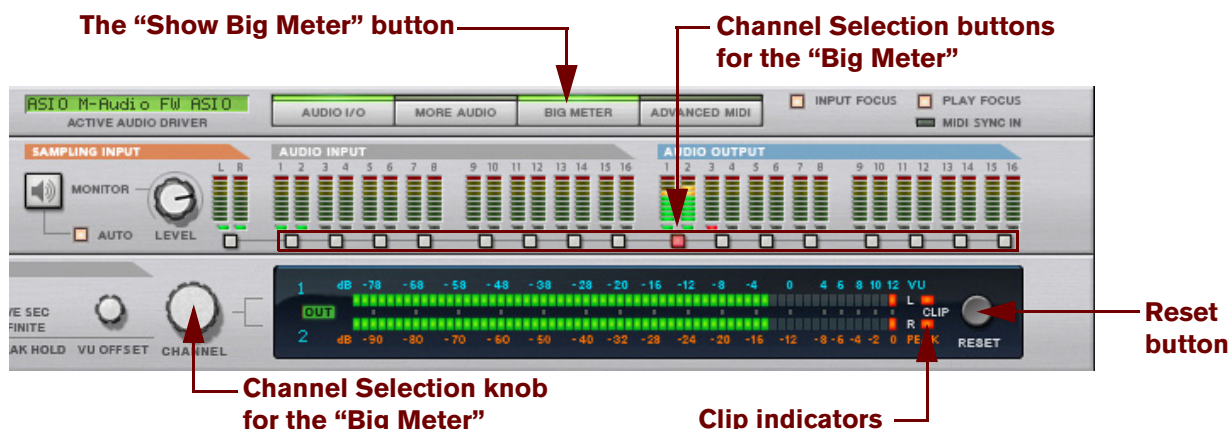 The “Show Big Meter” button
Channel Selection buttons
for the “Big Meter”
ASIO M-Audio FW ASIO
ACTIVE AUDIO DRIVER
AUDIO I/O
MORE AUDIO
BIG METER
ADVANCED MIDI
INPUT FOCUS
PLAY FOCUS
MIDI SYNC IN
SAMPLING INPUT
AUDIO INPUT
AUDIO OUTPUT
L R
1 2 3 4 5 6 7 8 9 10 11 12 13 14 15 16
1 2 3 4 5 6 7 8 9 10 11 12 13 14 15 16
MONITOR
AUTO
LEVEL
1 dB -78 -68 -58 -48 -38 -28 -20 -16 -12 -8 -4 0 4 6 8 10 12 VU
L
OUT
CLIP
R
2 dB -90 -80 -70 -60 -50 -40 -32 -28 -24 -20 -16 -12 -8 -6 -4 -2 0 PEAK
RESET
VE SEC
FINITE
AK HOLD
VU OFFSET
CHANNEL
Reset
button
Channel Selection knob
for the “Big Meter”
Clip indicators